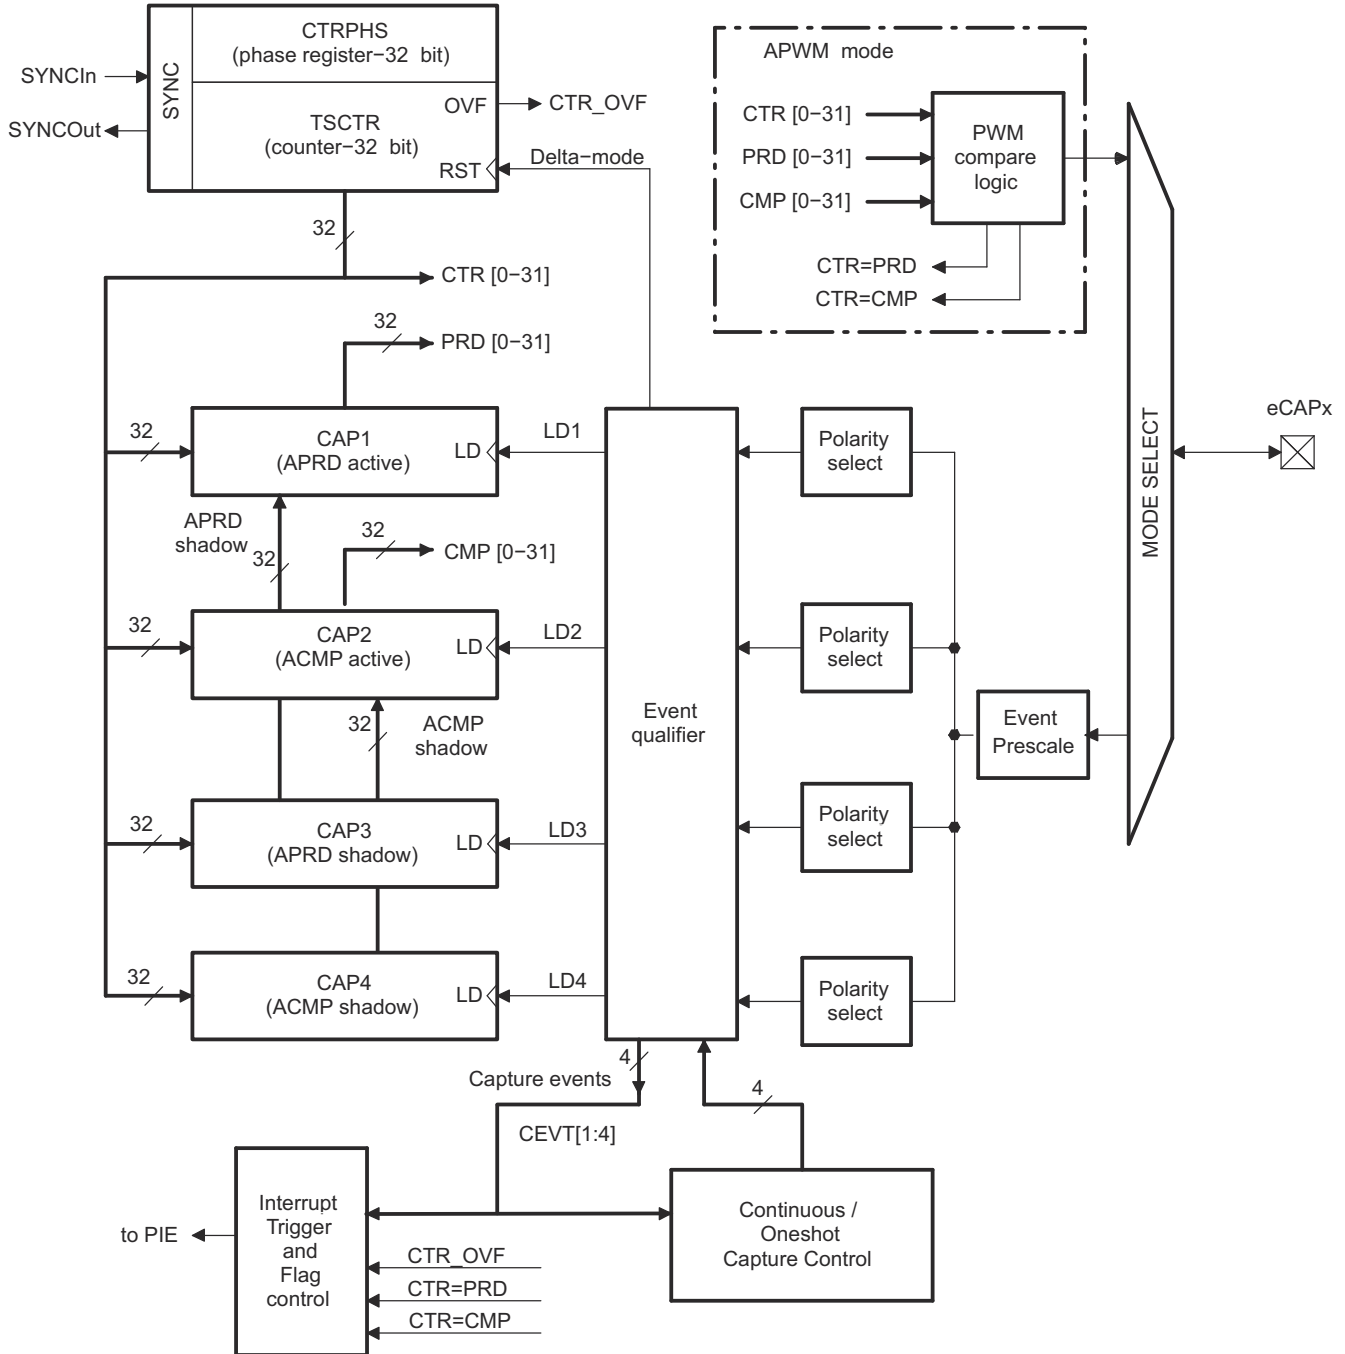 CTRPHS
(phase register−32 bit)
SYNCIn
SYNC
SYNCOut
OVF
CTR_OVF
TSCTR
(counter−32 bit)
RST
Delta−mode
32
CTR [0−31]
32
PRD [0−31]
APWM mode
CTR [0−31]
PRD [0−31]
CMP [0−31]
PWM
compare
logic
CTR=PRD
CTR=CMP
MODE SELECT
eCAPx
32
CAP1
(APRD active)
LD
LD1
Polarity
select
APRD
shadow
32
32
CMP [0−31]
32
CAP2
(ACMP active)
LD
LD2
Polarity
select
32
ACMP
shadow
Event
qualifier
Event
Prescale
32
CAP3
(APRD shadow)
LD
LD3
Polarity
select
32
CAP4
(ACMP shadow)
LD
LD4
Polarity
select
4
Capture events
4
CEVT[1:4]
Interrupt
Trigger
and
Flag
control
to PIE
CTR_OVF
CTR=PRD
CTR=CMP
Continuous /
Oneshot
Capture Control